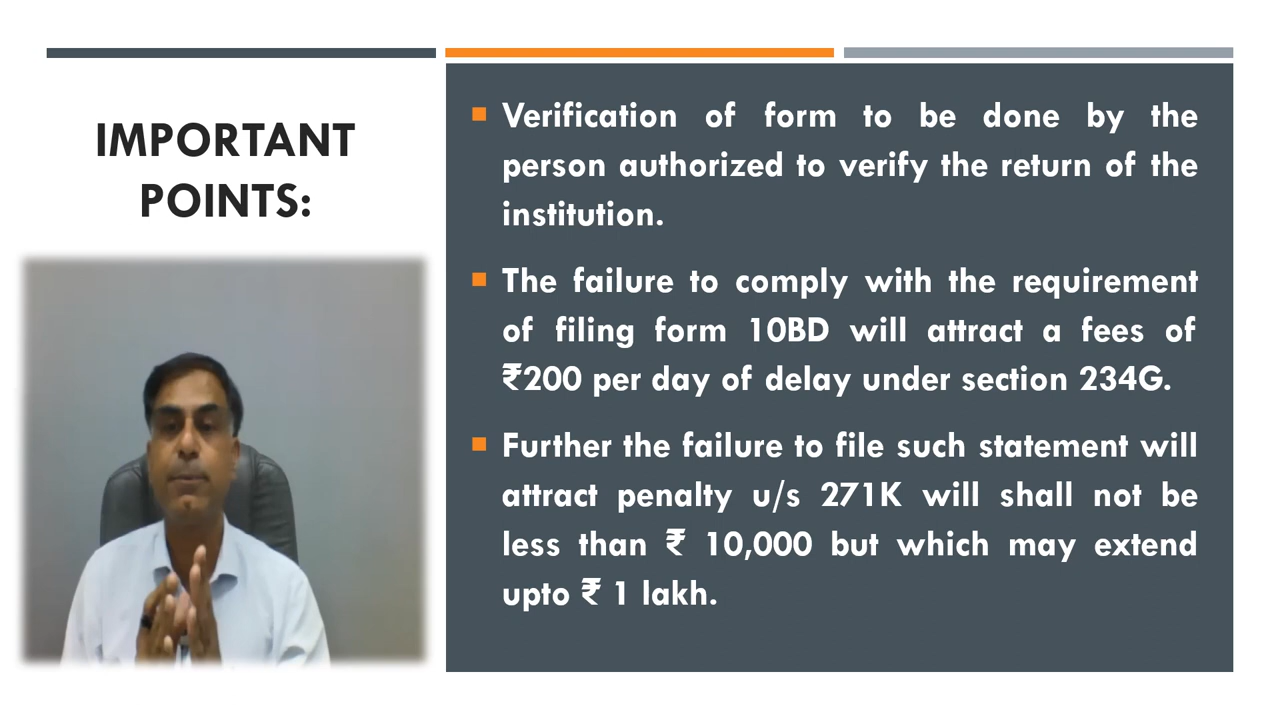 IMPORTANT
POINTS:
Verification of form to be done by the
person authorized to verify the return of the
institution.
The failure to comply with the requirement
of filing form 10BD will attract a fees of
₹200 per day of delay under section 234G.
Further the failure to file such statement will
attract penalty u/s 271K will shall not be
less than ₹ 10,000 but which may extend
upto ₹ 1 lakh.